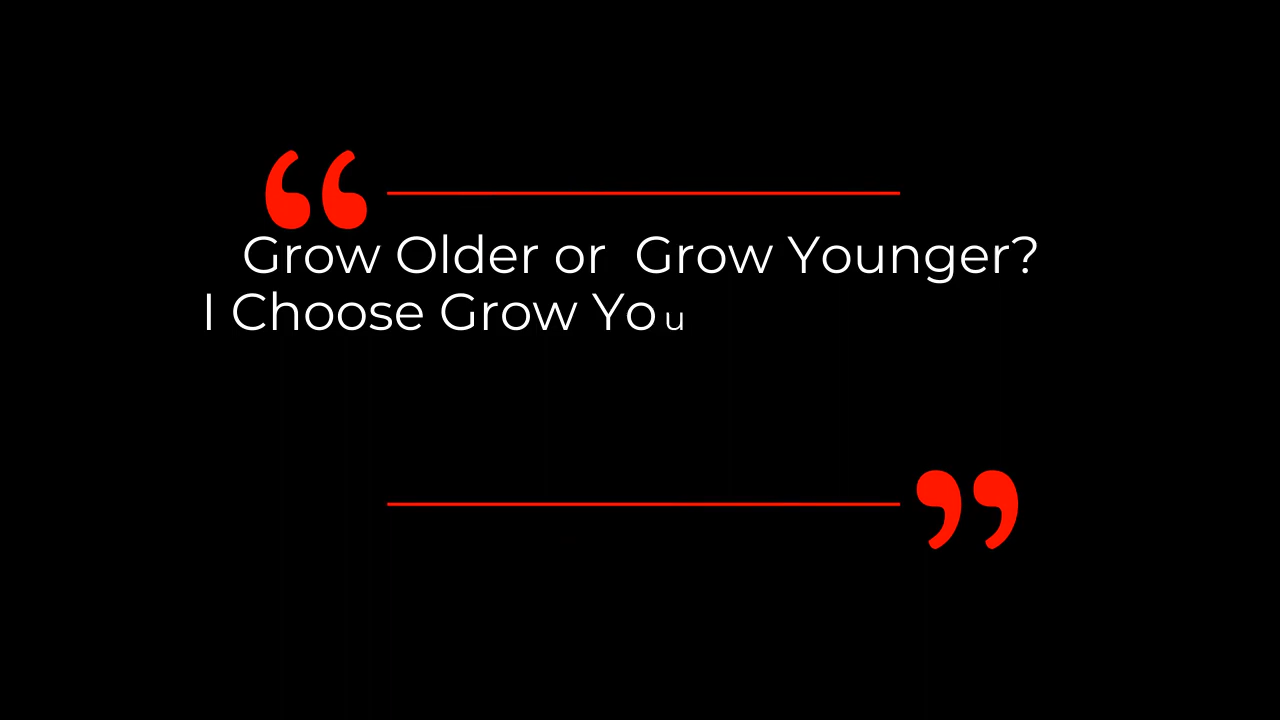 “
Grow Older or  Grow Younger?
I Choose Grow You
”